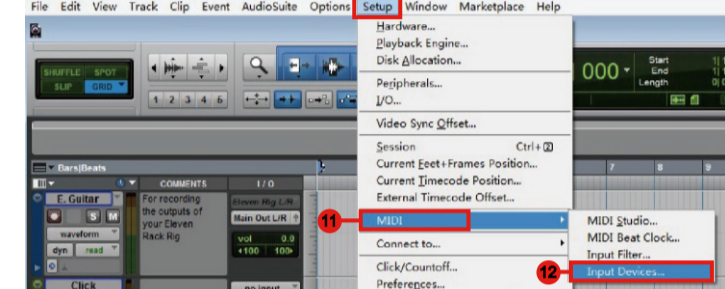 File Edit View Track Clip Event AudioSuite Options Setup Window Marketplace Help
Hardware...
Playback Engine...
Disk Allocation...
Peripherals...
I/O...
Video Sync Offset...
Session Ctrl+2
Current Feet+Frames Position...
Current Timecode Position...
External Timecode Offset...
11
MIDI
Connect to...
Click/Countoff...
Preferences...
MIDI Studio...
MIDI Beat Clock...
Input Filter...
12
Input Devices...
SHUFFLE SPOT
SLIP GRID
1 2 3 4 5
000
Start
End
Length
Bars|Beats
7 8 9
COMMENTS I/O
E. Guitar
S M
waveform
dyn read
For recording
the outputs of
your Eleven
Rack Rig
Eleven Rig L/R
Main Out L/R
vol 0.0
100 100
Click
no input